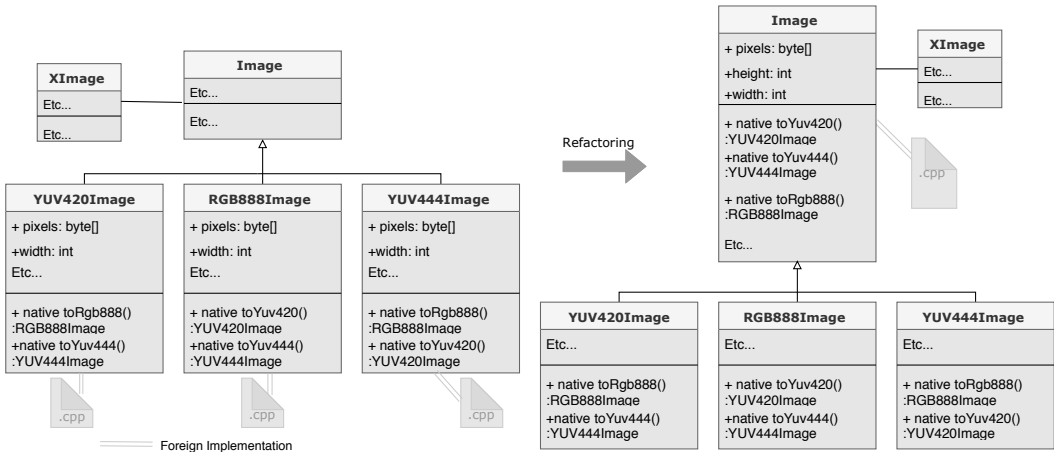 XImage
Etc...
Etc...
Image
Etc...
Etc...
YUV420Image
+ pixels: byte[]
+width: int
Etc...
+ native toRgb888()
:RGB888Image
+native toYuv444()
:YUV444Image
.cpp
RGB888Image
+ pixels: byte[]
+width: int
Etc...
+ native toYuv420()
:YUV420Image
+native toYuv444()
:YUV444Image
.cpp
YUV444Image
+ pixels: byte[]
+width: int
Etc...
+ native toRgb888()
:RGB888Image
+ native toYuv420()
:YUV420Image
.cpp
Foreign Implementation
Refactoring
Image
+ pixels: byte[]
+height: int
+width: int
+ native toYuv420()
:YUV420Image
+native toYuv444()
:YUV444Image
+ native toRgb888()
:RGB888Image
Etc...
XImage
Etc...
Etc...
.cpp
YUV420Image
Etc...
+ native toRgb888()
:RGB888Image
+native toYuv444()
:YUV444Image
RGB888Image
Etc...
+ native toYuv420()
:YUV420Image
+native toYuv444()
:YUV444Image
YUV444Image
Etc...
+ native toRgb888()
:RGB888Image
+ native toYuv420()
:YUV420Image